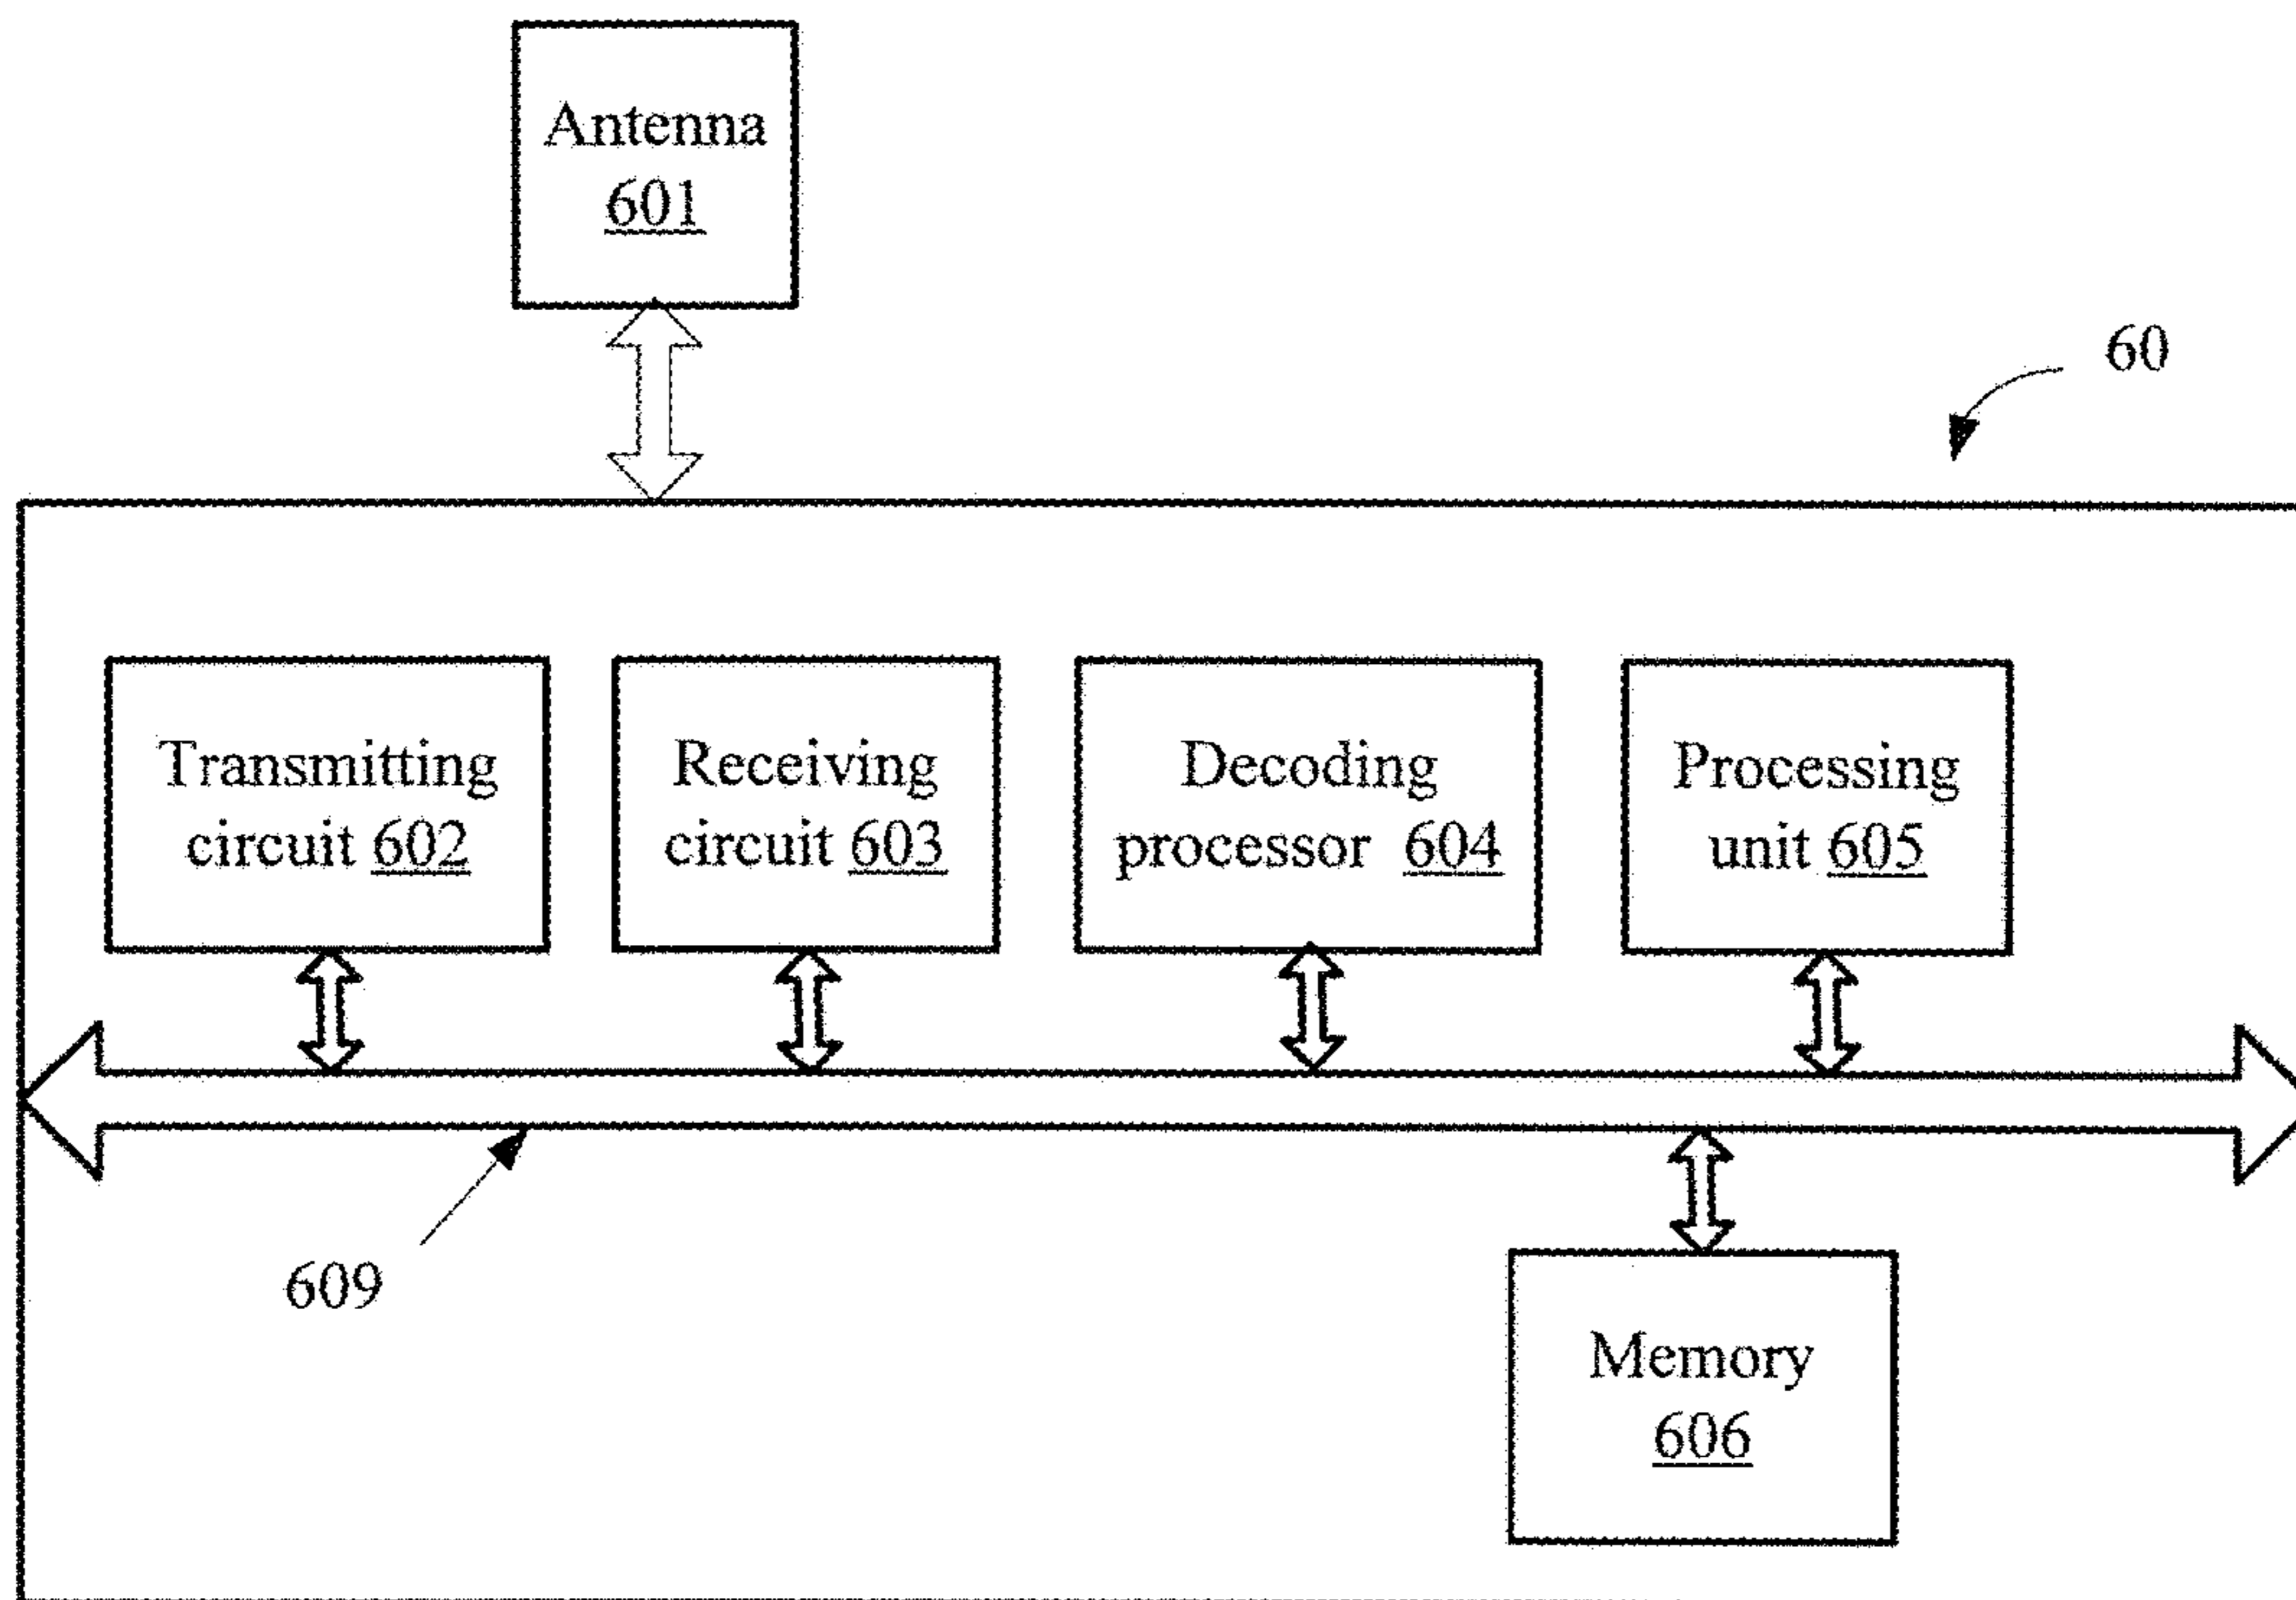 Antenna
601
60
Transmitting
circuit 602
Receiving
circuit 603
Decoding
processor 604
Processing
unit 605
609
Memory
606